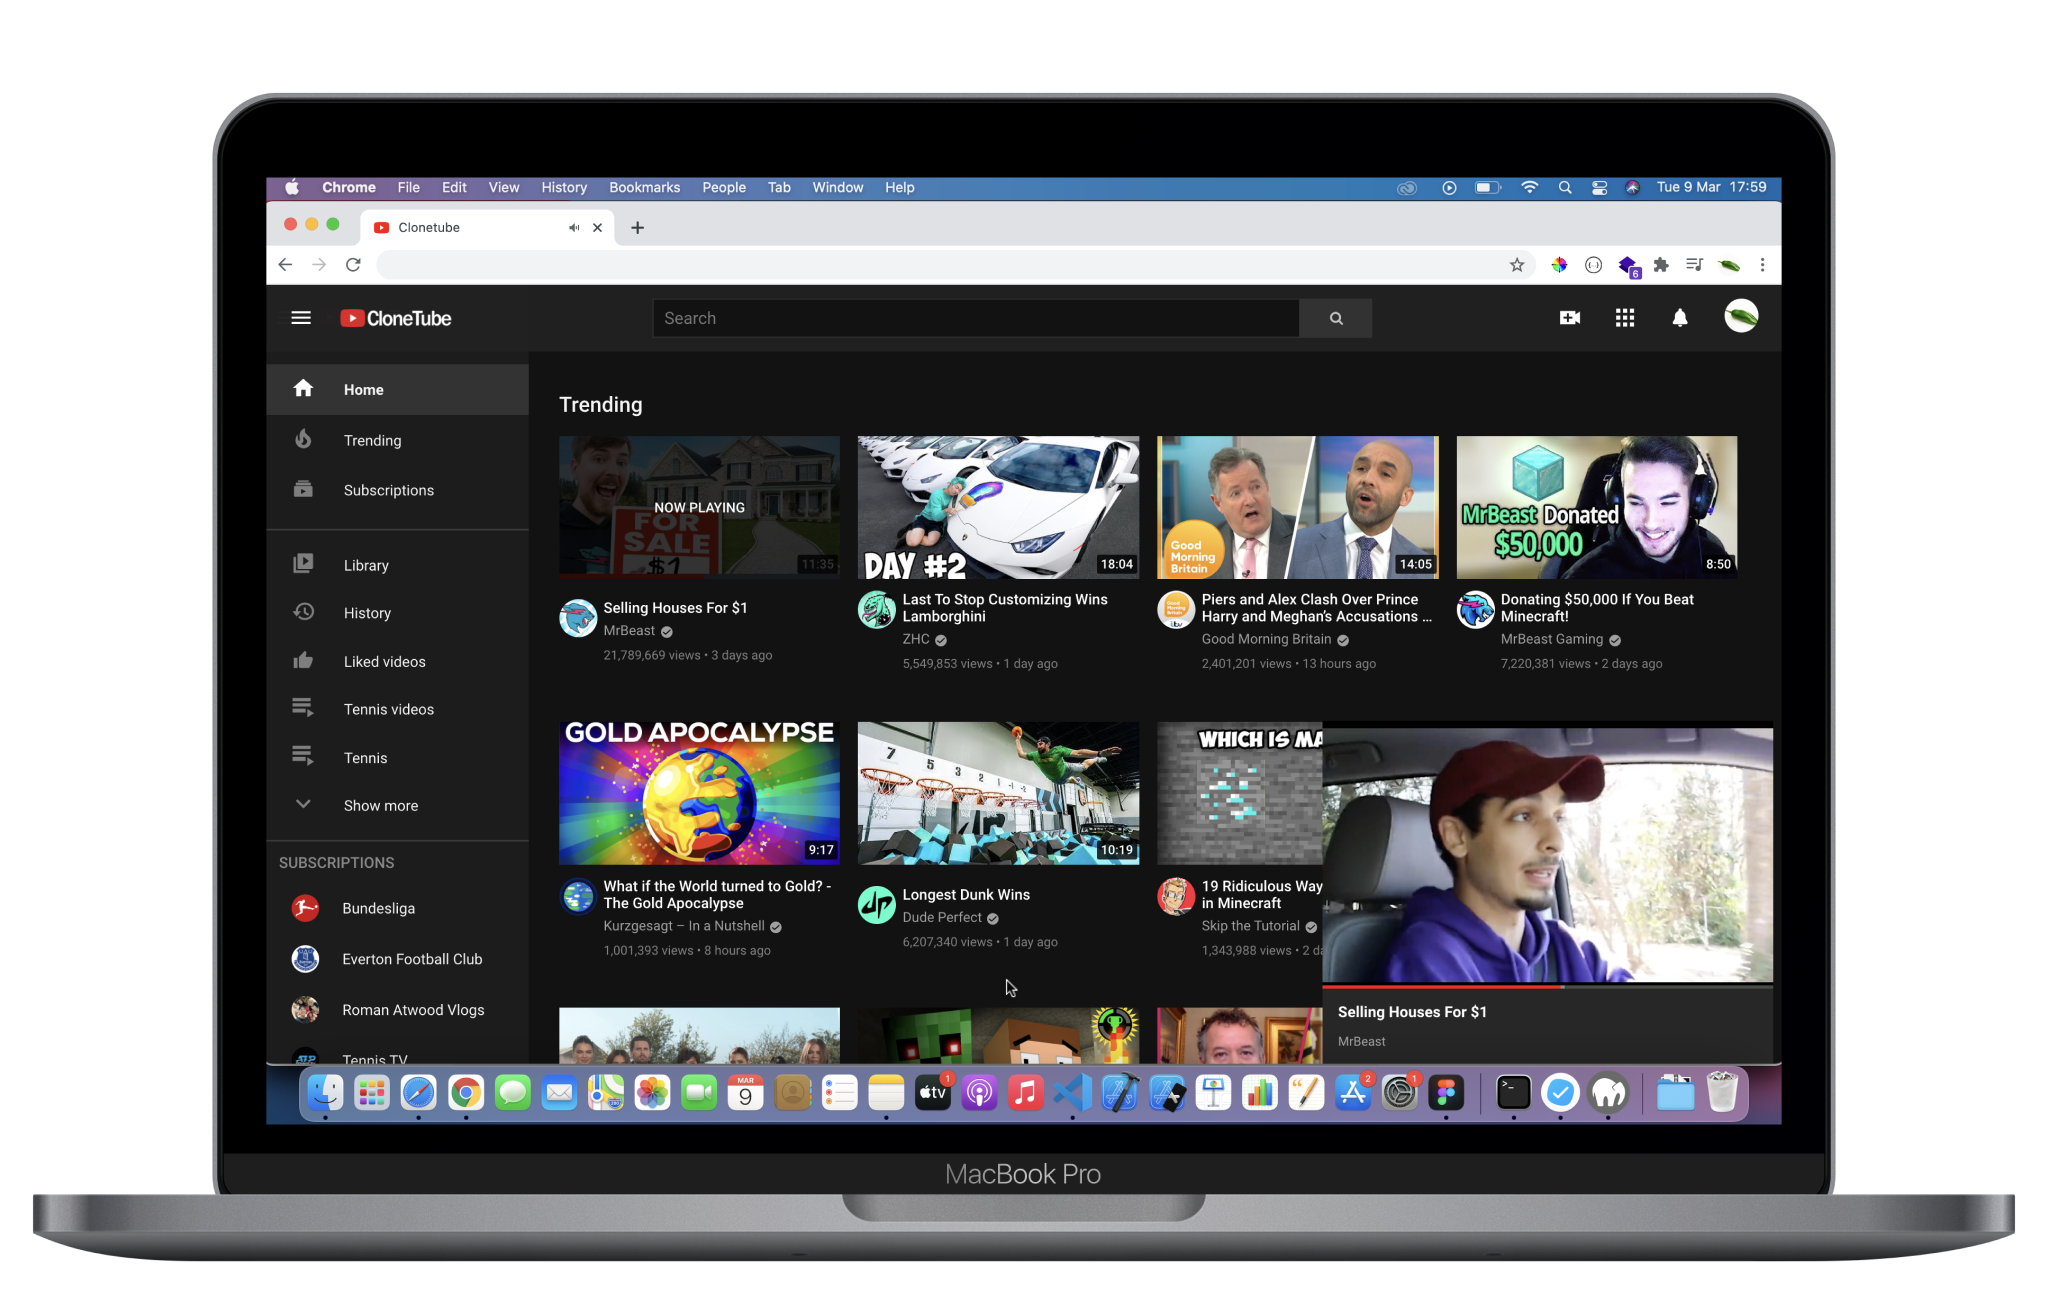 Chrome File Edit View History Bookmarks People Tab Window Help Tue 9 Mar 17:59
Clonetube
6
CloneTube
Search
Home
Trending
Subscriptions
Library
History
Liked videos
Tennis videos
Tennis
Show more
SUBSCRIPTIONS
Bundesliga
Everton Football Club
Roman Atwood Vlogs
Tennis TV
Trending
NOW PLAYING
FOR
SALE
$1
11:35
Selling Houses For $1
MrBeast
21,789,669 views • 3 days ago
DAY #2
18:04
Last To Stop Customizing Wins
Lamborghini
ZHC
5,549,853 views • 1 day ago
Good
Morning
Britain
14:05
Piers and Alex Clash Over Prince
Harry and Meghan's Accusations ...
Good Morning Britain
2,401,201 views • 13 hours ago
MrBeast Donated
$50,000
8:50
Donating $50,000 If You Beat
Minecraft!
MrBeast Gaming
7,220,381 views • 2 days ago
GOLD APOCALYPSE
9:17
What if the World turned to Gold? -
The Gold Apocalypse
Kurzgesagt – In a Nutshell
1,001,393 views • 8 hours ago
7 5 3 2 -1 -2
10:19
Longest Dunk Wins
Dude Perfect
6,207,340 views • 1 day ago
WHICH IS MA
19 Ridiculous Way
in Minecraft
Skip the Tutorial
1,343,988 views • 2 da
Selling Houses For $1
MrBeast
MAR
9
tv
1
2
1
MacBook Pro